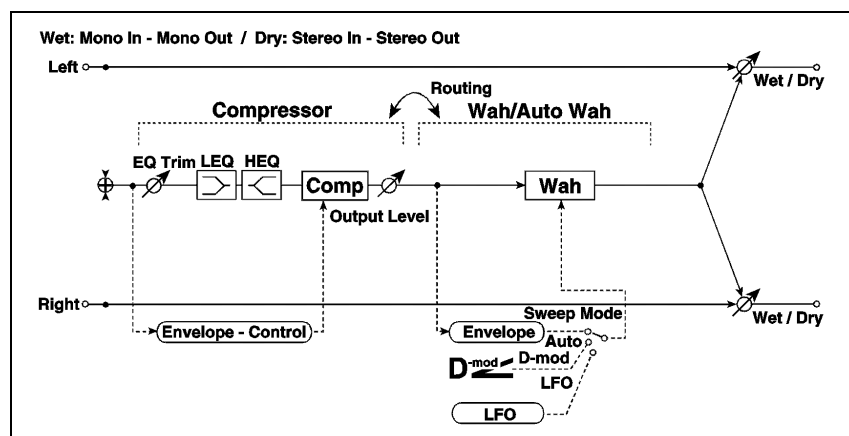 Wet: Mono In - Mono Out / Dry: Stereo In - Stereo Out
Left
Wet / Dry
Routing
Compressor
Wah/Auto Wah
EQ Trim
LEQ
HEQ
Comp
Wah
Output Level
Right
Wet / Dry
Sweep Mode
Envelope - Control
Envelope
Auto
D-mod
D-mod
LFO
LFO